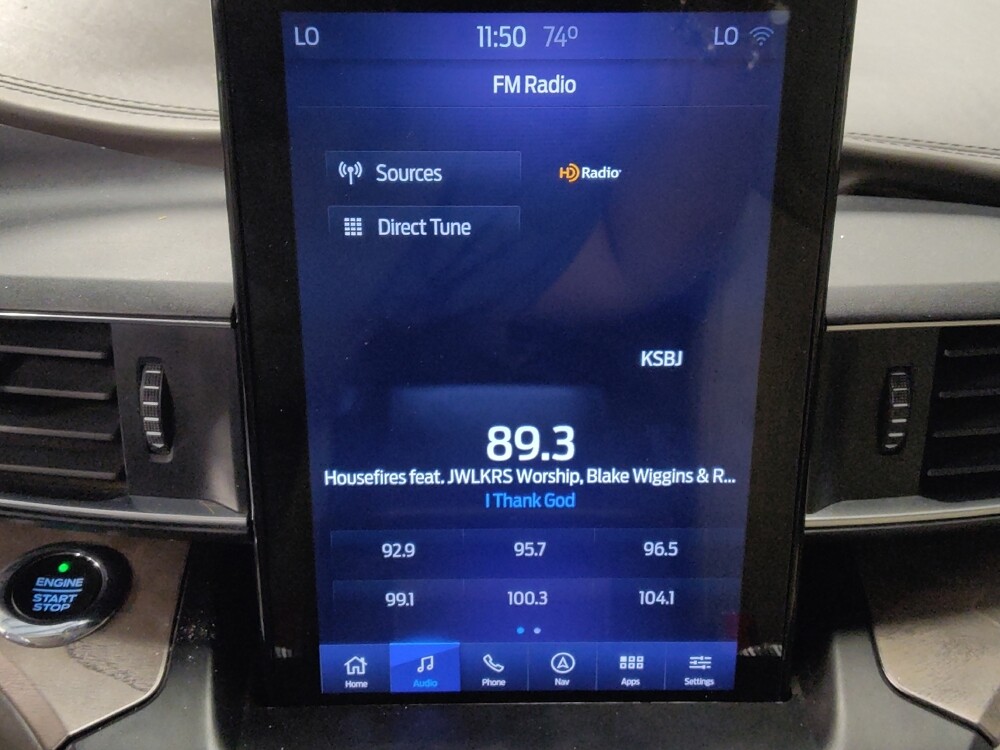 LO 11:50 74° LO
FM Radio
Sources
HD Radio
Direct Tune
KSBJ
89.3
Housefires feat. JWLKRS Worship, Blake Wiggins & R...
I Thank God
92.9 95.7 96.5
99.1 100.3 104.1
Home Audio Phone Nav Apps Settings
ENGINE
START
STOP